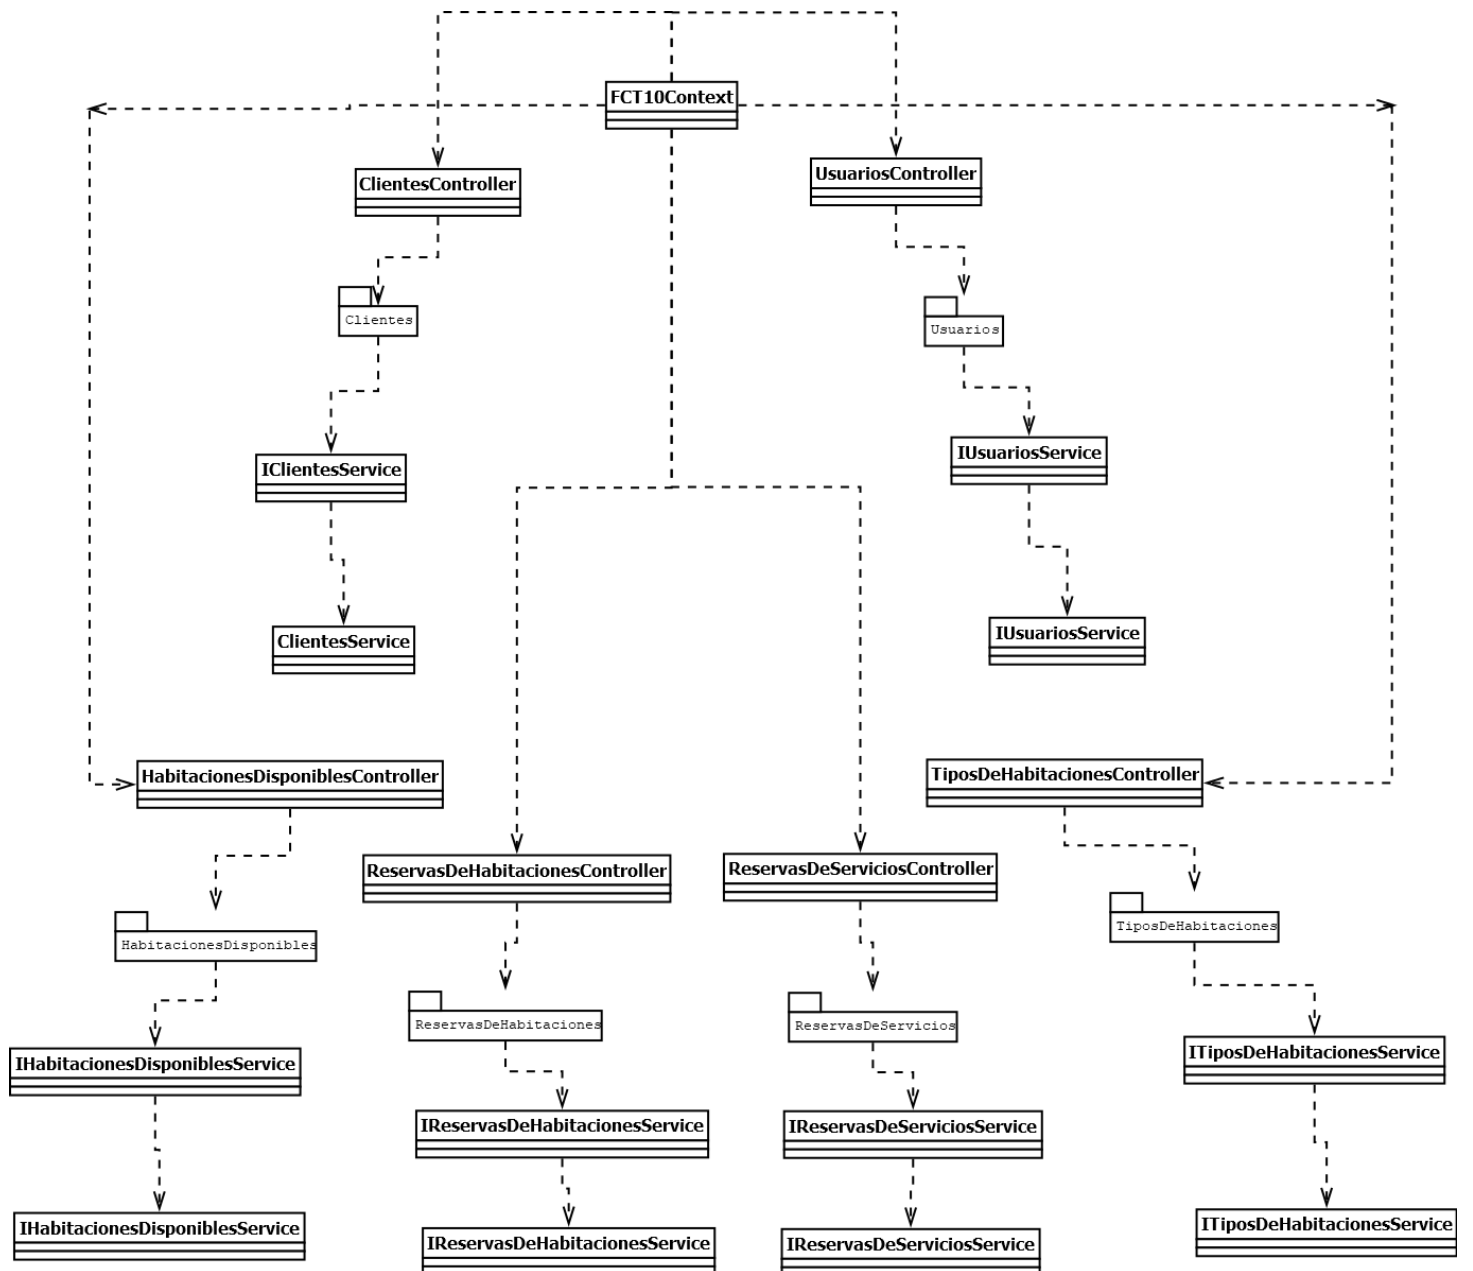 FCT10Context
ClientesController
UsuariosController
Clientes
Usuarios
IClientesService
IUsuariosService
ClientesService
IUsuariosService
HabitacionesDisponiblesController
TiposDeHabitacionesController
ReservasDeHabitacionesController
ReservasDeServiciosController
HabitacionesDisponibles
TiposDeHabitaciones
ReservasDeHabitaciones
ReservasDeServicios
IHabitacionesDisponiblesService
ITiposDeHabitacionesService
IReservasDeHabitacionesService
IReservasDeServiciosService
IHabitacionesDisponiblesService
ITiposDeHabitacionesService
IReservasDeHabitacionesService
IReservasDeServiciosService